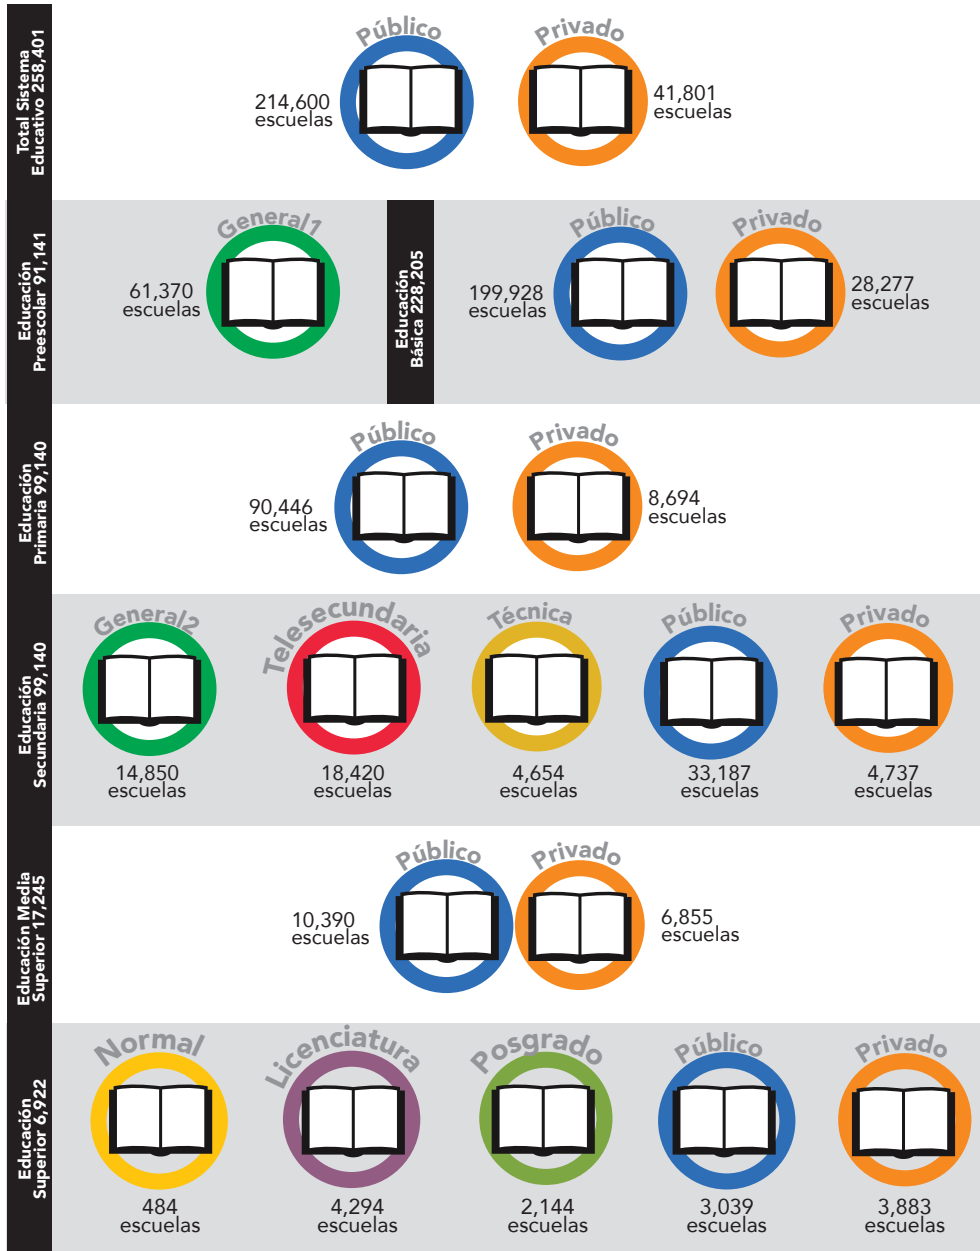 Total Sistema
Educativo 258,401
Público
214,600
escuelas
Privado
41,801
escuelas
Educación
Preescolar 91,141
General1
61,370
escuelas
Educación
Básica 228,205
Público
199,928
escuelas
Privado
28,277
escuelas
Educación
Primaria 99,140
Público
90,446
escuelas
Privado
8,694
escuelas
Educación
Secundaria 99,140
General2
14,850
escuelas
Telesecundaria
18,420
escuelas
Técnica
4,654
escuelas
Público
33,187
escuelas
Privado
4,737
escuelas
Educación Media
Superior 17,245
Público
10,390
escuelas
Privado
6,855
escuelas
Educación
Superior 6,922
Normal
484
escuelas
Licenciatura
4,294
escuelas
Posgrado
2,144
escuelas
Público
3,039
escuelas
Privado
3,883
escuelas